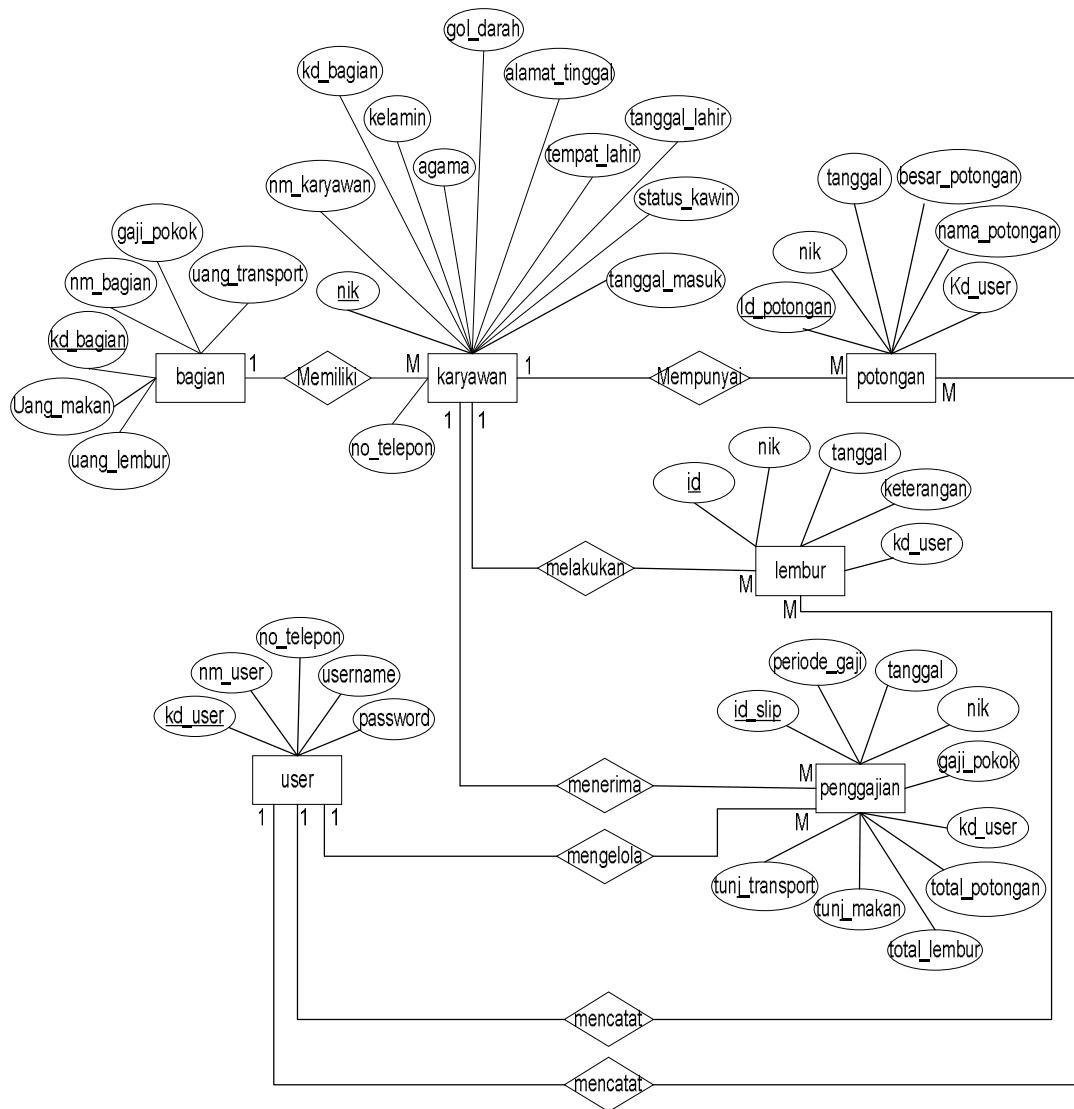 gol_darah
kd_bagian
alamat_tinggal
kelamin
tanggal_lahir
agama
tempat_lahir
nm_karyawan
status_kawin
nik
tanggal_masuk
tanggal
besar_potongan
nik
nama_potongan
Id_potongan
Kd_user
gaji_pokok
nm_bagian
uang_transport
kd_bagian
Uang_makan
uang_lembur
bagian
1
Memiliki
M
karyawan
1
Mempunyai
M
potongan
M
1
1
no_telepon
nik
tanggal
id
keterangan
kd_user
melakukan
M
lembur
M
no_telepon
nm_user
username
kd_user
password
user
1
1
1
periode_gaji
tanggal
id_slip
nik
gaji_pokok
menerima
M
penggajian
M
mengelola
kd_user
tunj_transport
total_potongan
tunj_makan
total_lembur
mencatat
mencatat